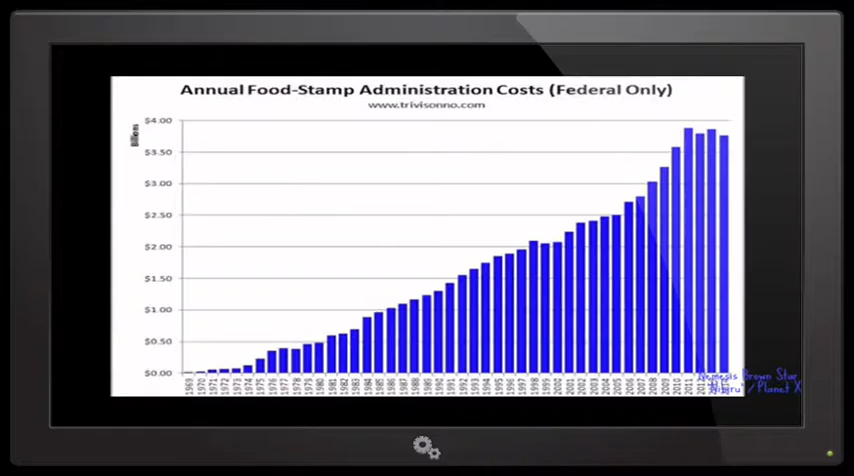 Annual Food-Stamp Administration Costs (Federal Only)
www.trivisonno.com
Billions
$4.00
$3.50
$3.00
$2.50
$2.00
$1.50
$1.00
$0.50
$0.00
1969 1970 1971 1972 1973 1974 1975 1976 1977 1978 1979 1980 1981 1982 1983 1984 1985 1986 1987 1988 1989 1990 1991 1992 1993 1994 1995 1996 1997 1998 1999 2000 2001 2002 2003 2004 2005 2006 2007 2008 2009 2010 2011
Nemesis Brown Star
Nibiru / Planet X